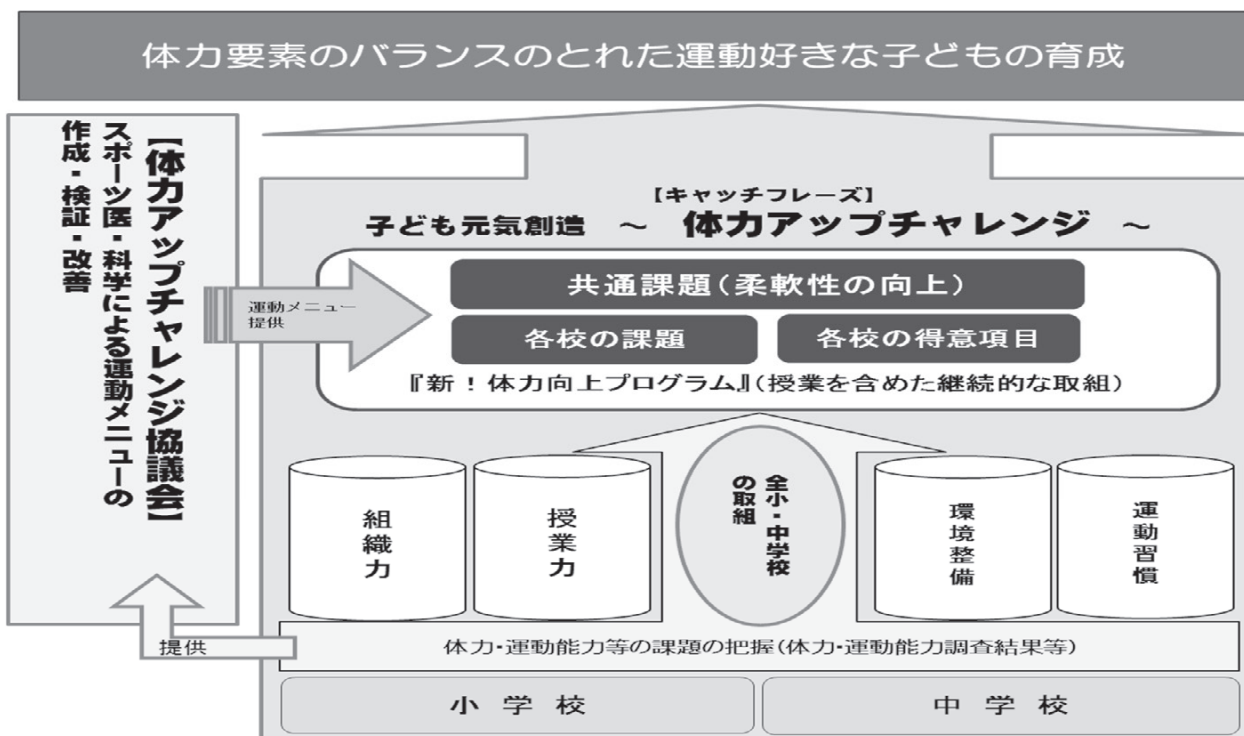 体力要素のバランスのとれた運動好きな子どもの育成
【体力アップチャレンジ協議会】
スポーツ医・科学による運動メニューの
作成・検証・改善
【キャッチフレーズ】
子ども元気創造 ～ 体力アップチャレンジ ～
運動メニュー
提供
共通課題(柔軟性の向上)
各校の課題
各校の得意項目
『新！体力向上プログラム』(授業を含めた継続的な取組)
組織力
授業力
全小・中学校
の取組
環境整備
運動習慣
提供
体力・運動能力等の課題の把握(体力・運動能力調査結果等)
小学校
中学校